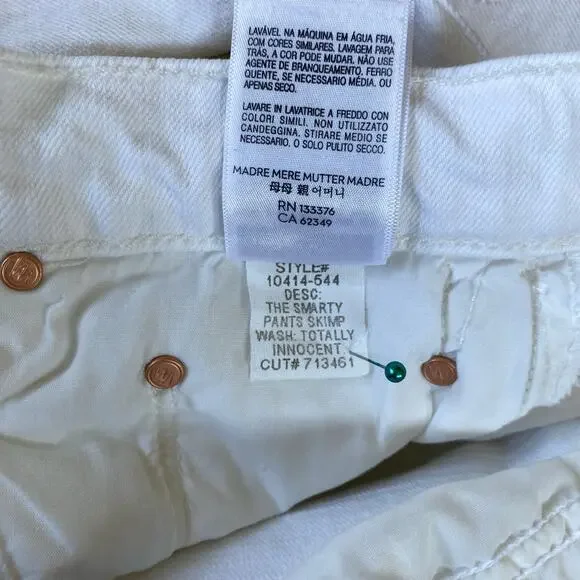 LAVÁVEL NA MÁQUINA EM ÁGUA FRIA,
COM CORES SIMILARES. LAVAGEM PARA
TRÁS, A COR PODE MUDAR. NÃO USE
AGENTE DE BRANQUEAMENTO. FERRO
QUENTE, SE NECESSARIO MÉDIA. OU
APENAS SECO.
LAVARE IN LAVATRICE A FREDDO CON
COLORI SIMILI. NON UTILIZZATO
CANDEGGINA. STIRARE MEDIO SE
NECESSARIO. O SOLO PULITO SECCO.
MADRE MERE MUTTER MADRE
母母 親 어머니
RN 133376
CA 62349
STYLE#
10414-544
DESC:
THE SMARTY
PANTS SKIMP
WASH: TOTALLY
INNOCENT
CUT# 713461